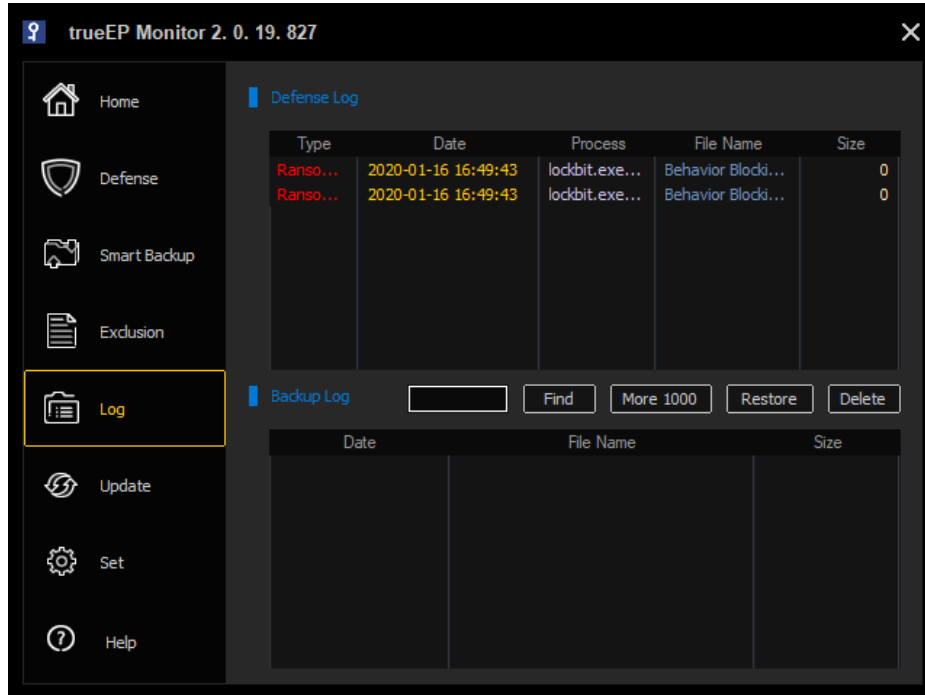 trueEP Monitor 2. 0. 19. 827
Home
Defense
Smart Backup
Exclusion
Log
Update
Set
Help
Defense Log
Type Date Process File Name Size
Ranso... 2020-01-16 16:49:43 lockbit.exe... Behavior Blocki... 0
Ranso... 2020-01-16 16:49:43 lockbit.exe... Behavior Blocki... 0
Backup Log Find More 1000 Restore Delete
Date File Name Size